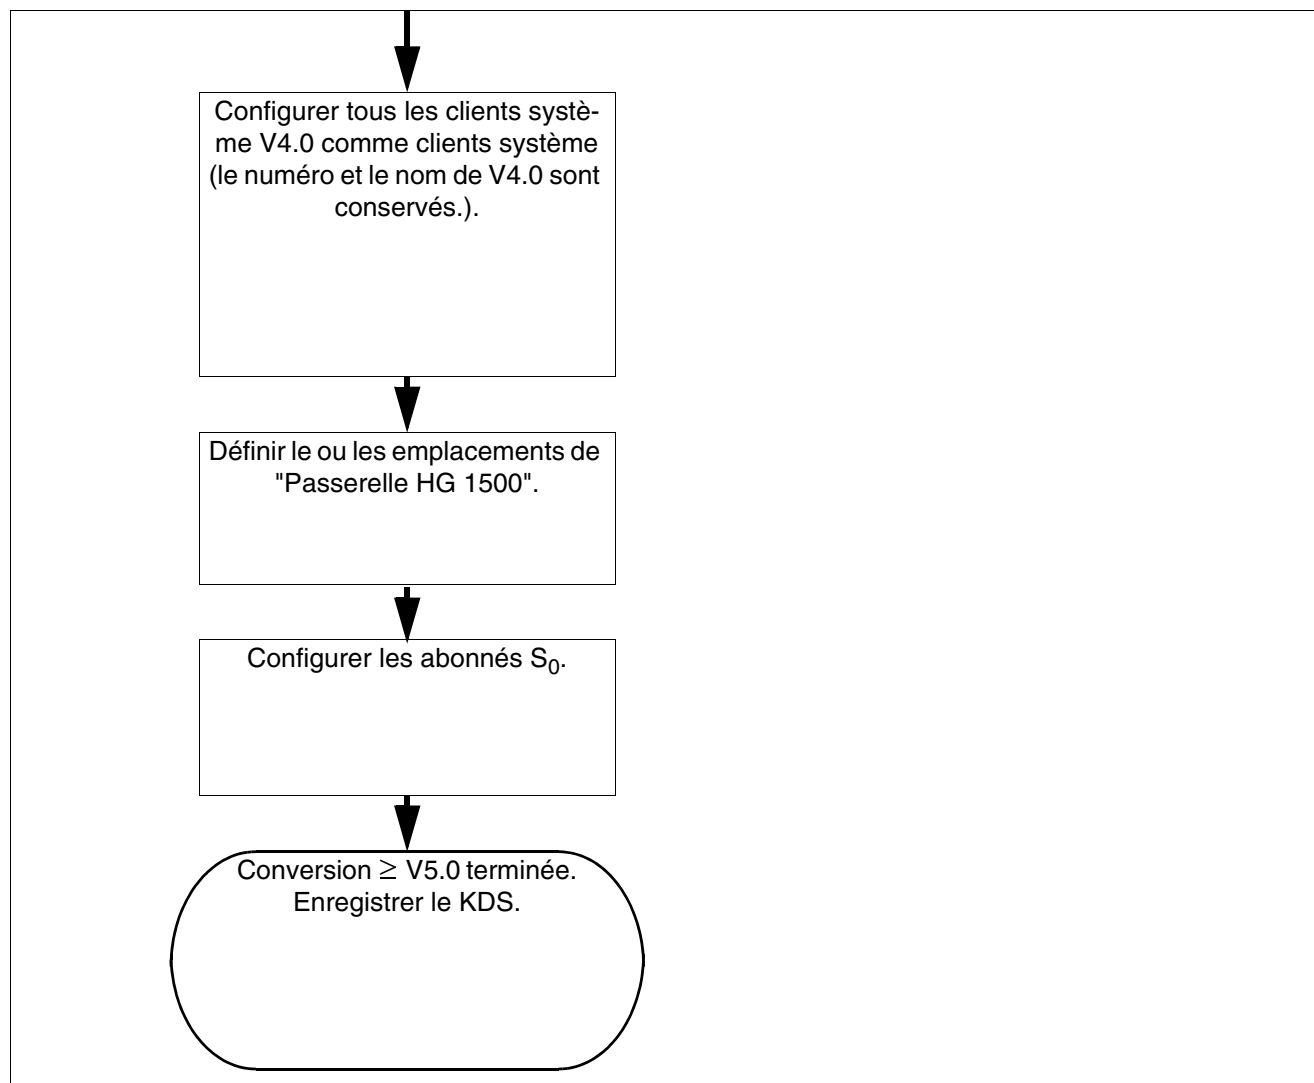 Configurer tous les clients systè-
me V4.0 comme clients système
(le numéro et le nom de V4.0 sont
conservés.).
Définir le ou les emplacements de
"Passerelle HG 1500".
Configurer les abonnés S0.
Conversion ≥ V5.0 terminée.
Enregistrer le KDS.